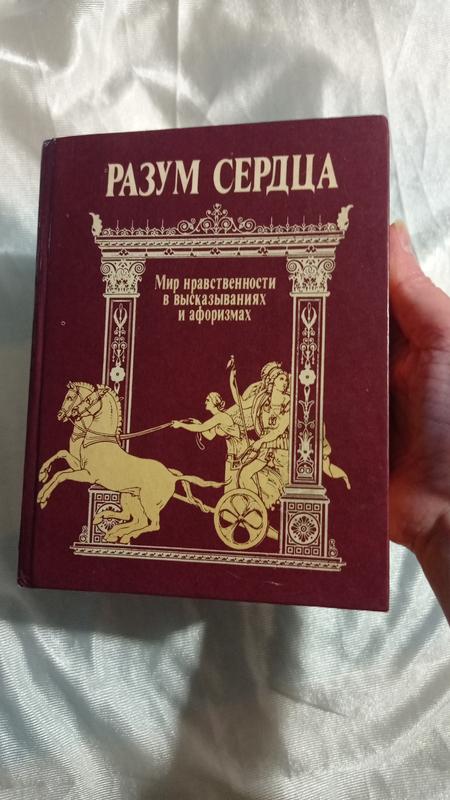 РАЗУМ СЕРДЦА
Мир нравственности
в высказываниях
и афоризмах